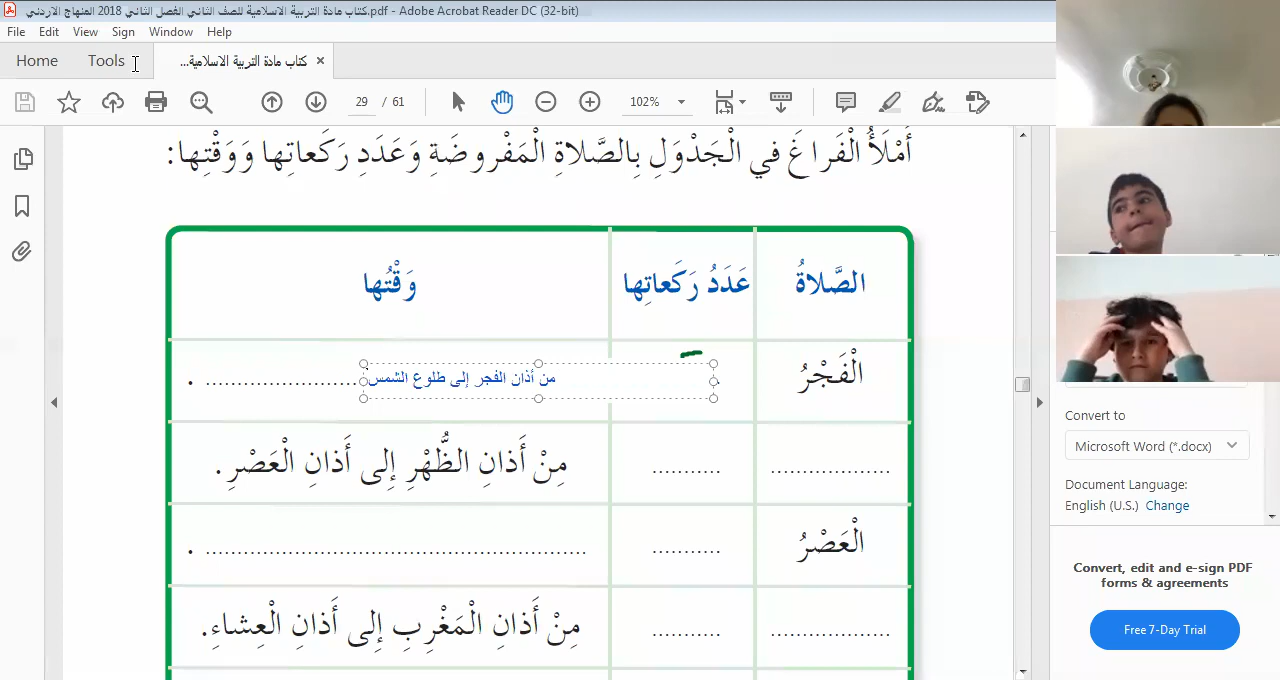 كتاب مادة التربية الاسلامية للصف الثاني الفصل الثاني 2018 المنهاج الاردني.pdf - Adobe Acrobat Reader DC (32-bit)
File Edit View Sign Window Help
Home Tools كتاب مادة التربية الاسلامية... ×
29 / 61 102%
أَمْلَأُ الْفَراغَ في الْجَدْوَلِ بِالصَّلاةِ الْمَفْروضَةِ وَعَدَدِ رَكَعاتِها وَوَقْتِها:
الصَّلاةُ عَدَدُ رَكَعاتِها وَقْتُها
الْفَجْرُ من أذان الفجر إلى طلوع الشمس ...................... .
.................. ........... مِنْ أَذانِ الظُّهْرِ إِلى أَذانِ الْعَصْرِ .
الْعَصْرُ ........... ........................................................ .
.................. ........... مِنْ أَذانِ الْمَغْرِبِ إِلى أَذانِ الْعِشاءِ.
Convert to
Microsoft Word (*.docx)
Document Language:
English (U.S.) Change
Convert, edit and e-sign PDF
forms & agreements
Free 7-Day Trial